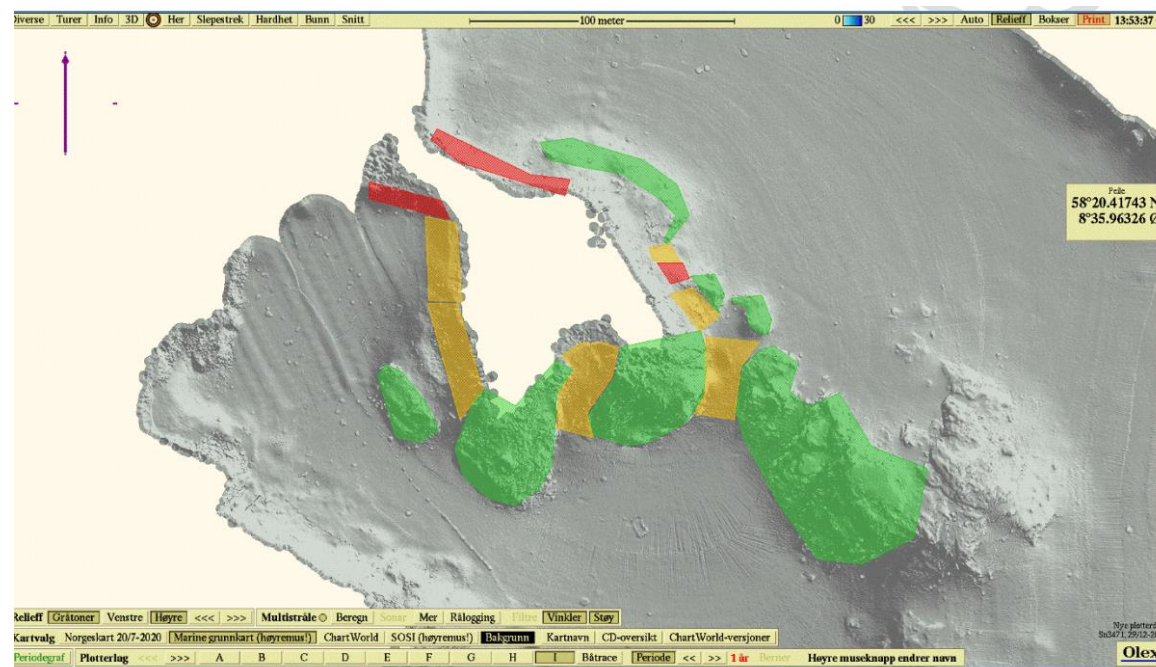 Diverse Turer Info 3D Her Slepestrek Hardhet Bunn Snitt 100 meter 0 30 <<< >>> Auto Relieff Bokser Print 13:53:37
Peile
58°20.41743 N
8°35.96326 Ø
Relieff Gråtoner Venstre Høyre <<< >>> Multistråle Beregn Sonar Mer Rålogging Filtre Vinkler Støy
Kartvalg Norgeskart 20/7-2020 Marine grunnkart (høyremus!) ChartWorld SOSI (høyremus!) Bakgrunn Kartnavn CD-oversikt ChartWorld-versjoner
Periodegraf Plotterlag <<< >>> A B C D E F G H I Båtrace Periode << >> 1 år Berner Høyre museknapp endrer navn
Olex